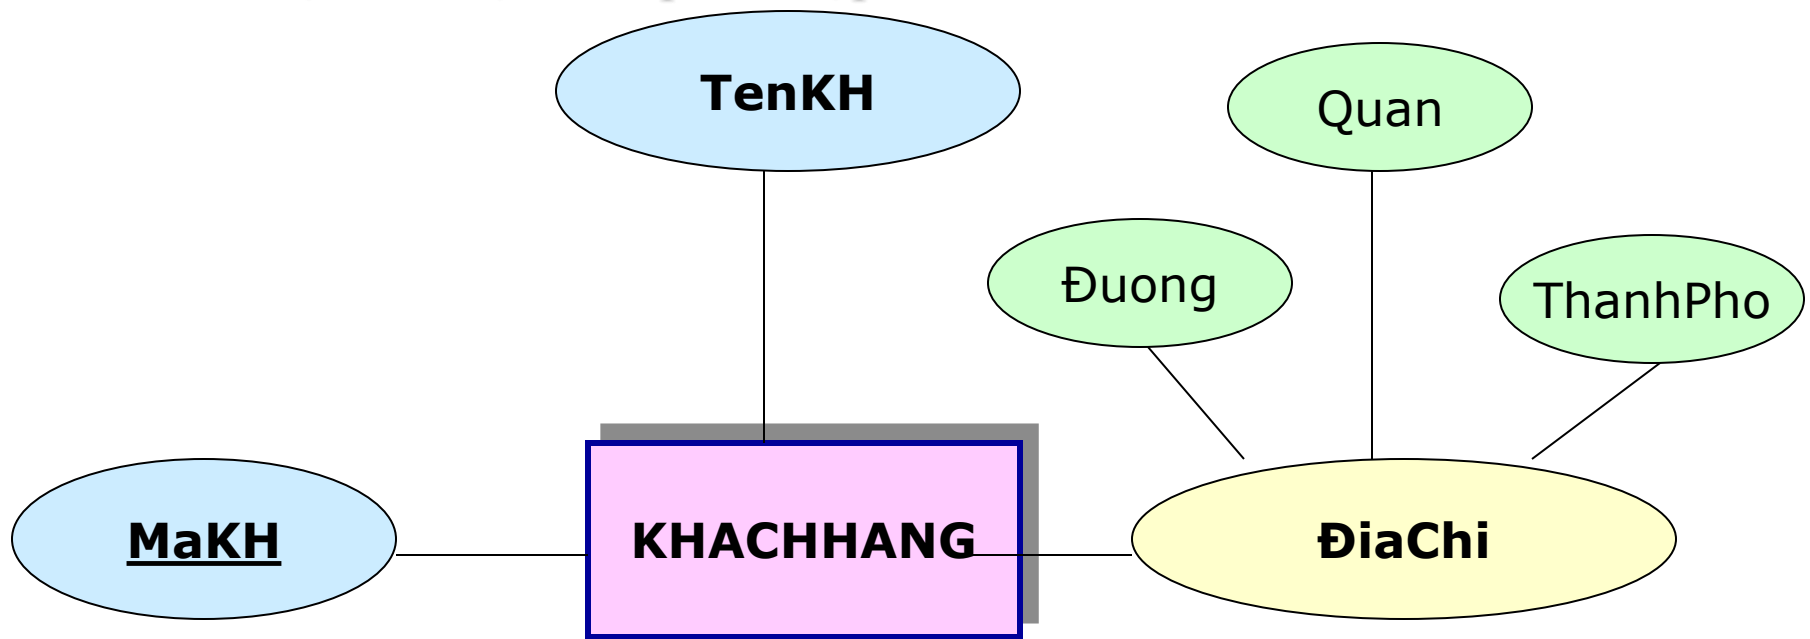 TenKH
Quan
Đuong
ThanhPho
MaKH
KHACHHANG
ĐiaChi